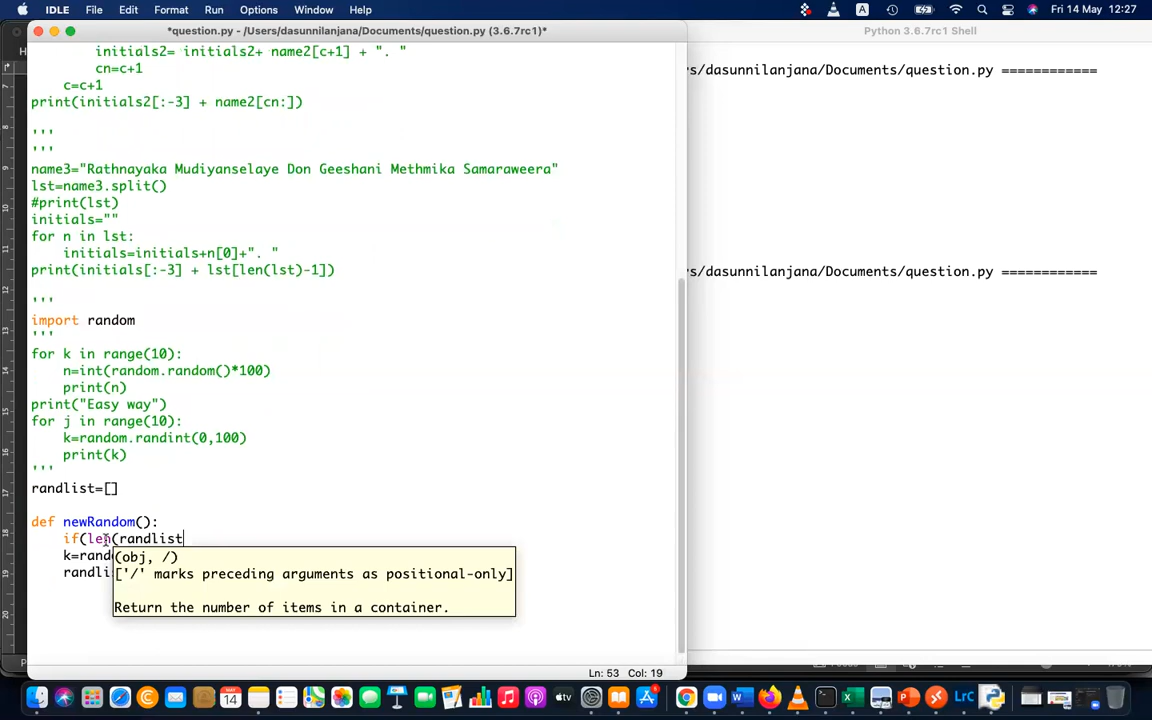 IDLE File Edit Format Run Options Window Help A Fri 14 May 12:27
*question.py - /Users/dasunnilanjana/Documents/question.py (3.6.7rc1)*
Python 3.6.7rc1 Shell
initials2= initials2+ name2[c+1] + ". "
cn=c+1
c=c+1
print(initials2[:-3] + name2[cn:])
'''
'''
name3="Rathnayaka Mudiyanselaye Don Geeshani Methmika Samaraweera"
lst=name3.split()
#print(lst)
initials=""
for n in lst:
initials=initials+n[0]+". "
print(initials[:-3] + lst[len(lst)-1])
'''
import random
'''
for k in range(10):
n=int(random.random()*100)
print(n)
print("Easy way")
for j in range(10):
k=random.randint(0,100)
print(k)
'''
randlist=[]
def newRandom():
if(len(randlist
k=rand
randli
(obj, /)
['/' marks preceding arguments as positional-only]
Return the number of items in a container.
Ln: 53 Col: 19
rs/dasunnilanjana/Documents/question.py ============
rs/dasunnilanjana/Documents/question.py ============
MAY
14
tv
W
X
P
LrC